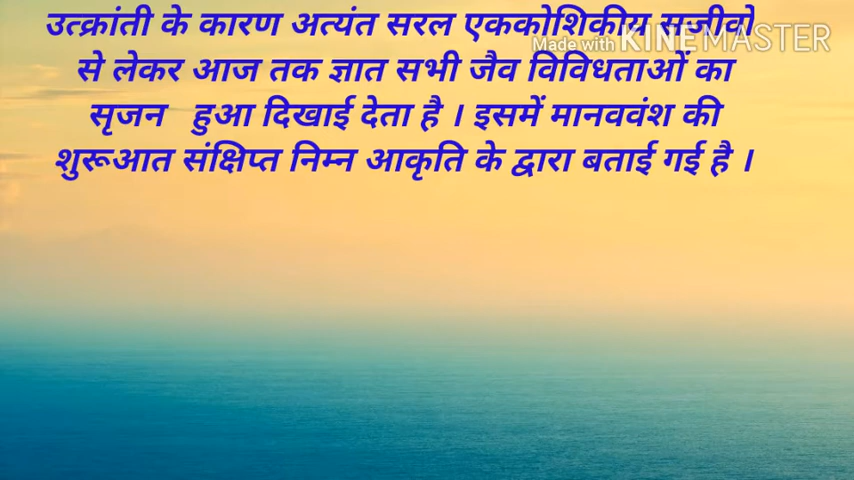 उत्क्रांती के कारण अत्यंत सरल एककोशिकीय सजीवों
Made with KINEMASTER
से लेकर आज तक ज्ञात सभी जैव विविधताओं का
सृजन हुआ दिखाई देता है । इसमें मानववंश की
शुरूआत संक्षिप्त निम्न आकृति के द्वारा बताई गई है ।